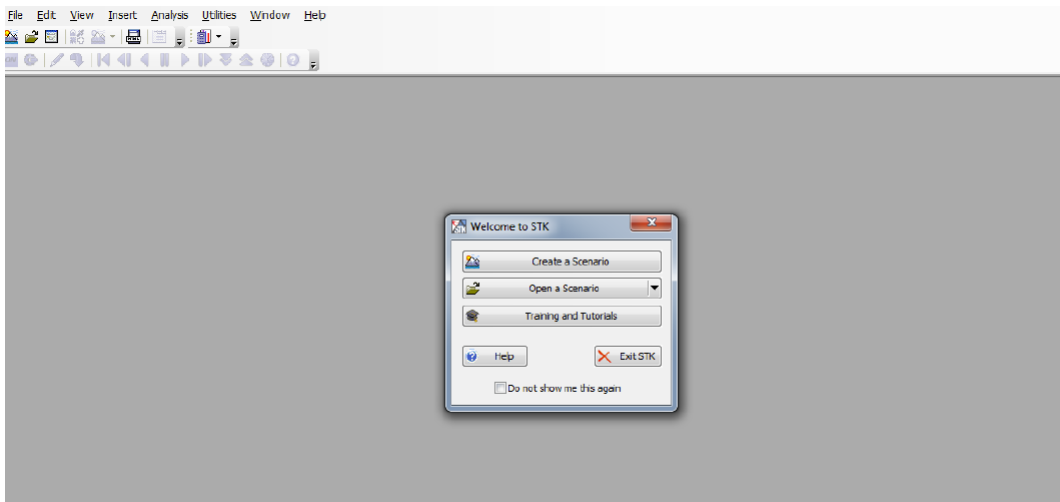 File Edit View Insert Analysis Utilities Window Help
Welcome to STK
Create a Scenario
Open a Scenario
Training and Tutorials
Help Exit STK
Do not show me this again